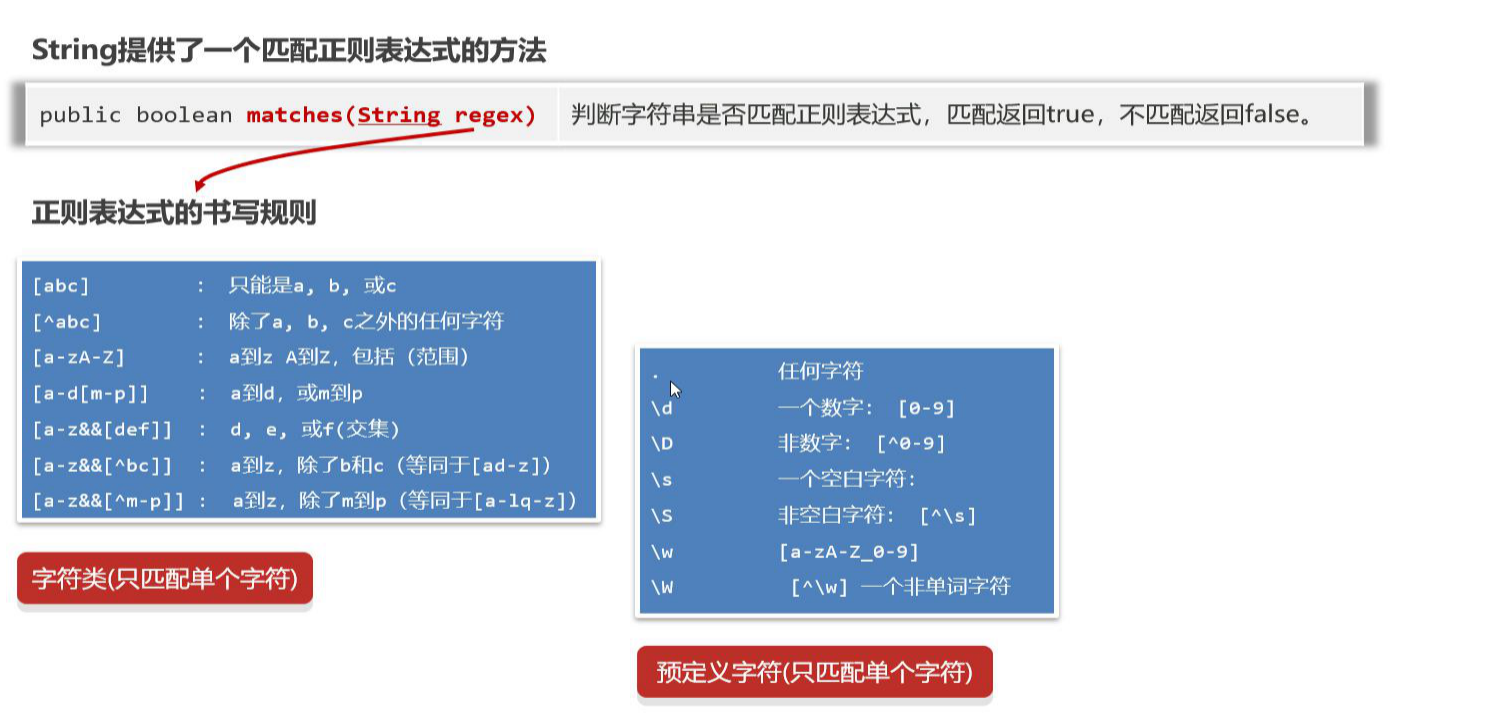 String提供了一个匹配正则表达式的方法
public boolean matches(String regex) 判断字符串是否匹配正则表达式，匹配返回true，不匹配返回false。
正则表达式的书写规则
[abc] : 只能是a, b, 或c
[^abc] : 除了a, b, c之外的任何字符
[a-zA-Z] : a到z A到Z, 包括 (范围)
[a-d[m-p]] : a到d, 或m到p
[a-z&&[def]] : d, e, 或f(交集)
[a-z&&[^bc]] : a到z, 除了b和c (等同于[ad-z])
[a-z&&[^m-p]] : a到z, 除了m到p (等同于[a-lq-z])
字符类(只匹配单个字符)
. 任何字符
\d 一个数字: [0-9]
\D 非数字: [^0-9]
\s 一个空白字符:
\S 非空白字符: [^\s]
\w [a-zA-Z_0-9]
\W [^\w] 一个非单词字符
预定义字符(只匹配单个字符)